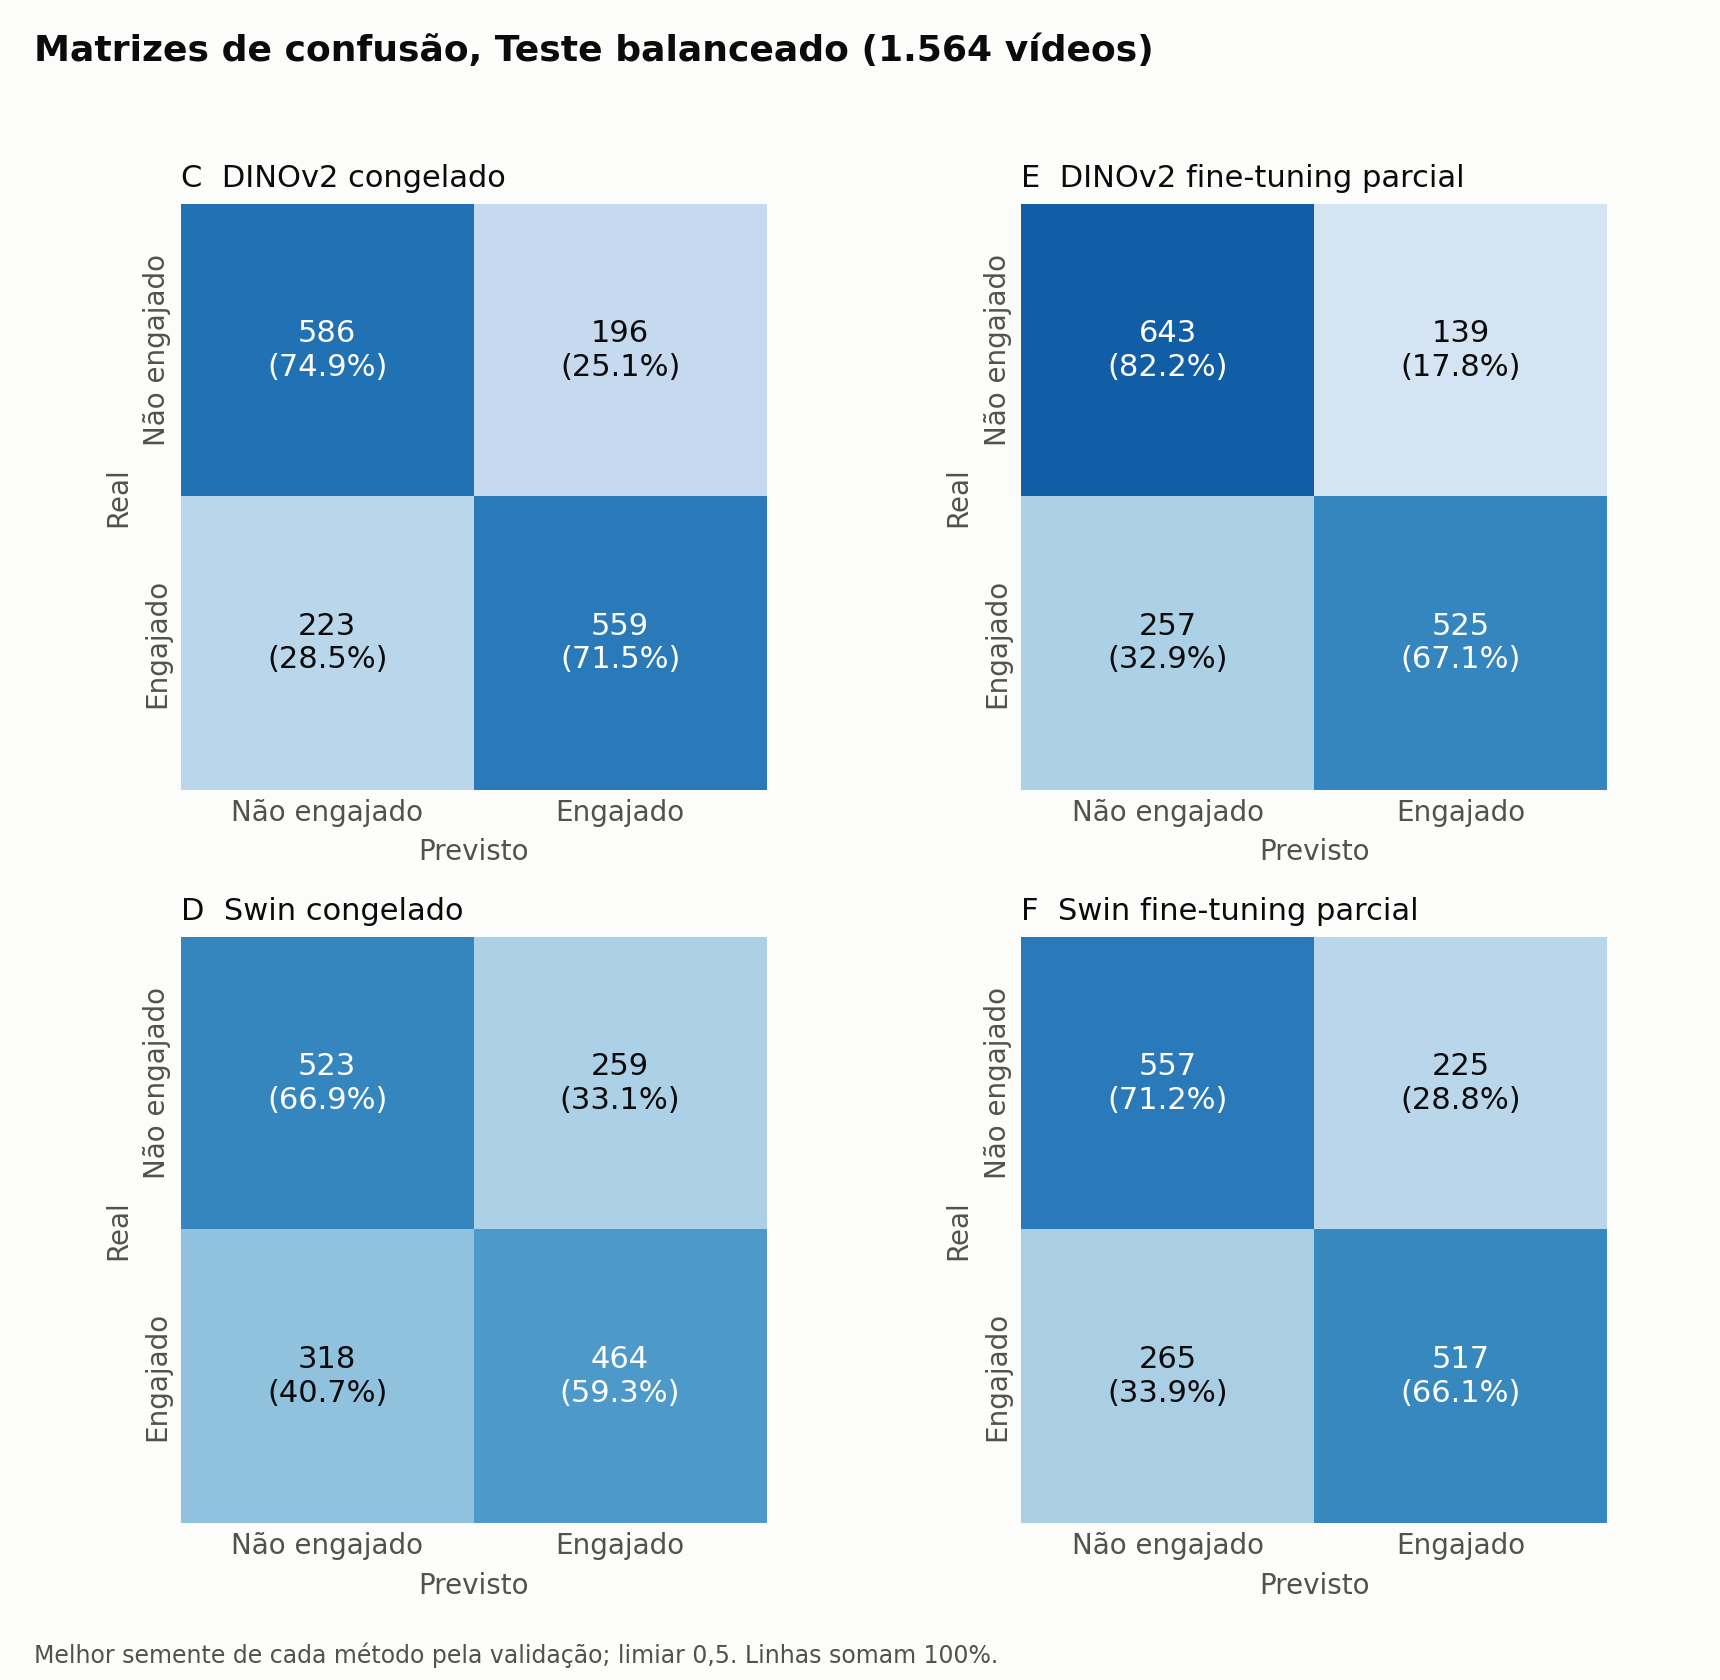 Matrizes de confusão, Teste balanceado (1.564 vídeos)
C  DINOv2 congelado
Real
Não engajado
Engajado
586
(74.9%)
196
(25.1%)
223
(28.5%)
559
(71.5%)
Não engajado
Engajado
Previsto
E  DINOv2 fine-tuning parcial
Real
Não engajado
Engajado
643
(82.2%)
139
(17.8%)
257
(32.9%)
525
(67.1%)
Não engajado
Engajado
Previsto
D  Swin congelado
Real
Não engajado
Engajado
523
(66.9%)
259
(33.1%)
318
(40.7%)
464
(59.3%)
Não engajado
Engajado
Previsto
F  Swin fine-tuning parcial
Real
Não engajado
Engajado
557
(71.2%)
225
(28.8%)
265
(33.9%)
517
(66.1%)
Não engajado
Engajado
Previsto
Melhor semente de cada método pela validação; limiar 0,5. Linhas somam 100%.